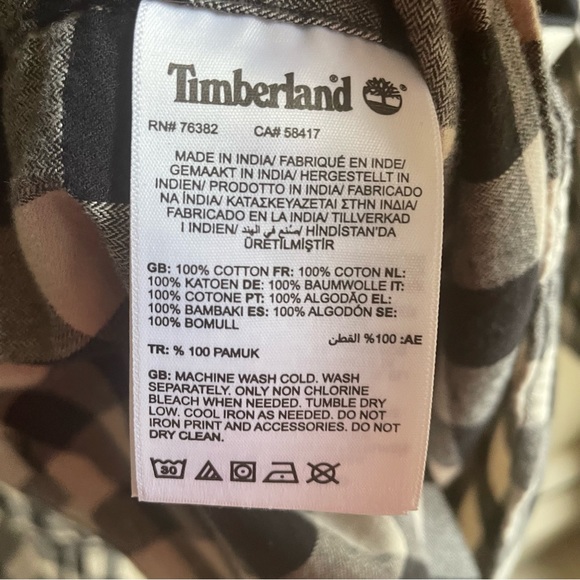 Timberland
RN# 76382 CA# 58417
MADE IN INDIA/ FABRIQUÉ EN INDE/
GEMAAKT IN INDIA/ HERGESTELLT IN
INDIEN/ PRODOTTO IN INDIA/ FABRICADO
NA ÍNDIA/ ΚΑΤΑΣΚΕΥΑΖΕΤΑΙ ΣΤΗΝ ΙΝΔΙΑ/
FABRICADO EN LA INDIA/ TILLVERKAD
I INDIEN/ صنع في الهند/ HİNDİSTAN'DA
ÜRETİLMİŞTİR
GB: 100% COTTON FR: 100% COTON NL:
100% KATOEN DE: 100% BAUMWOLLE IT:
100% COTONE PT: 100% ALGODÃO EL:
100% ΒΑΜΒΑΚΙ ES: 100% ALGODÓN SE:
100% BOMULL
AE: 100% القطن
TR: % 100 PAMUK
GB: MACHINE WASH COLD. WASH
SEPARATELY. ONLY NON CHLORINE
BLEACH WHEN NEEDED. TUMBLE DRY
LOW. COOL IRON AS NEEDED. DO NOT
IRON PRINT AND ACCESSORIES. DO NOT
DRY CLEAN.
30